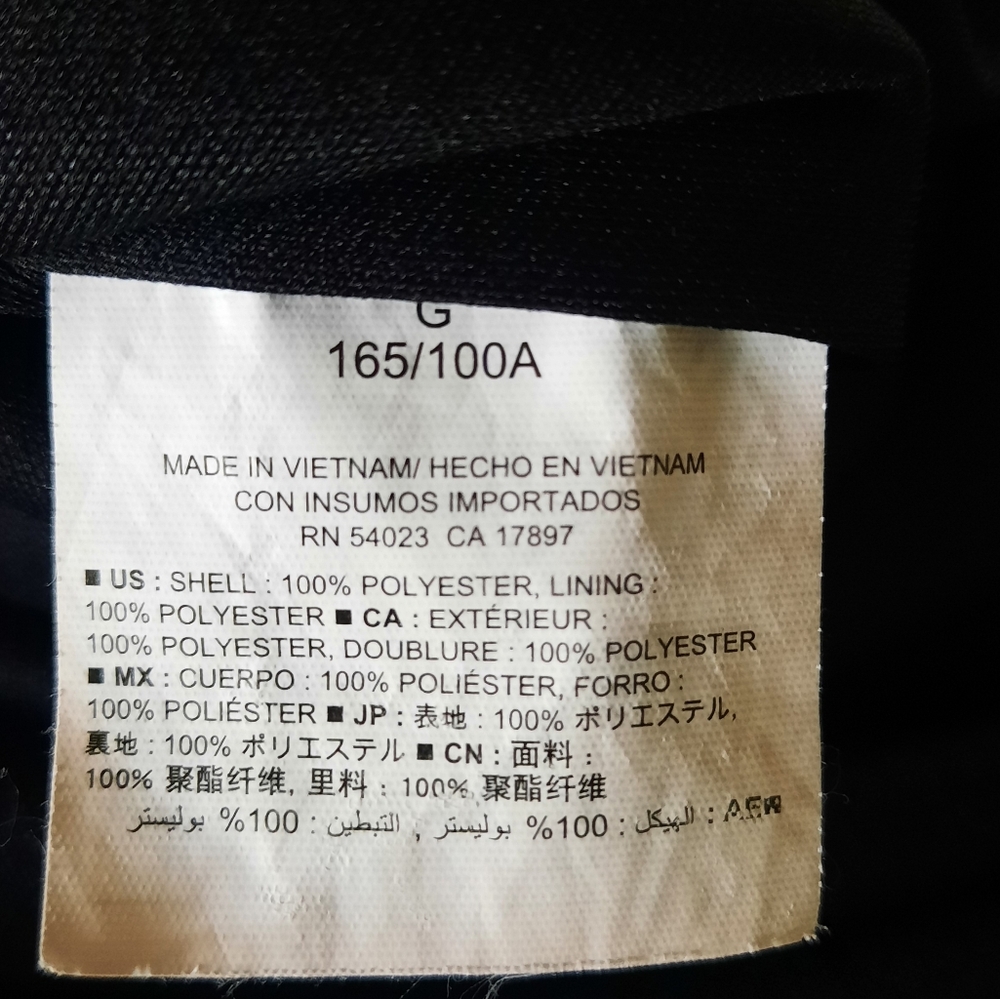 G
165/100A
MADE IN VIETNAM/ HECHO EN VIETNAM
CON INSUMOS IMPORTADOS
RN 54023 CA 17897
■ US : SHELL : 100% POLYESTER, LINING :
100% POLYESTER ■ CA : EXTÉRIEUR :
100% POLYESTER, DOUBLURE : 100% POLYESTER
■ MX : CUERPO : 100% POLIÉSTER, FORRO :
100% POLIÉSTER ■ JP : 表地 : 100% ポリエステル,
裏地 : 100% ポリエステル ■ CN : 面料 :
100% 聚酯纤维, 里料 : 100% 聚酯纤维
AE■ : الهيكل : 100% بوليستر , التبطين : 100% بوليستر